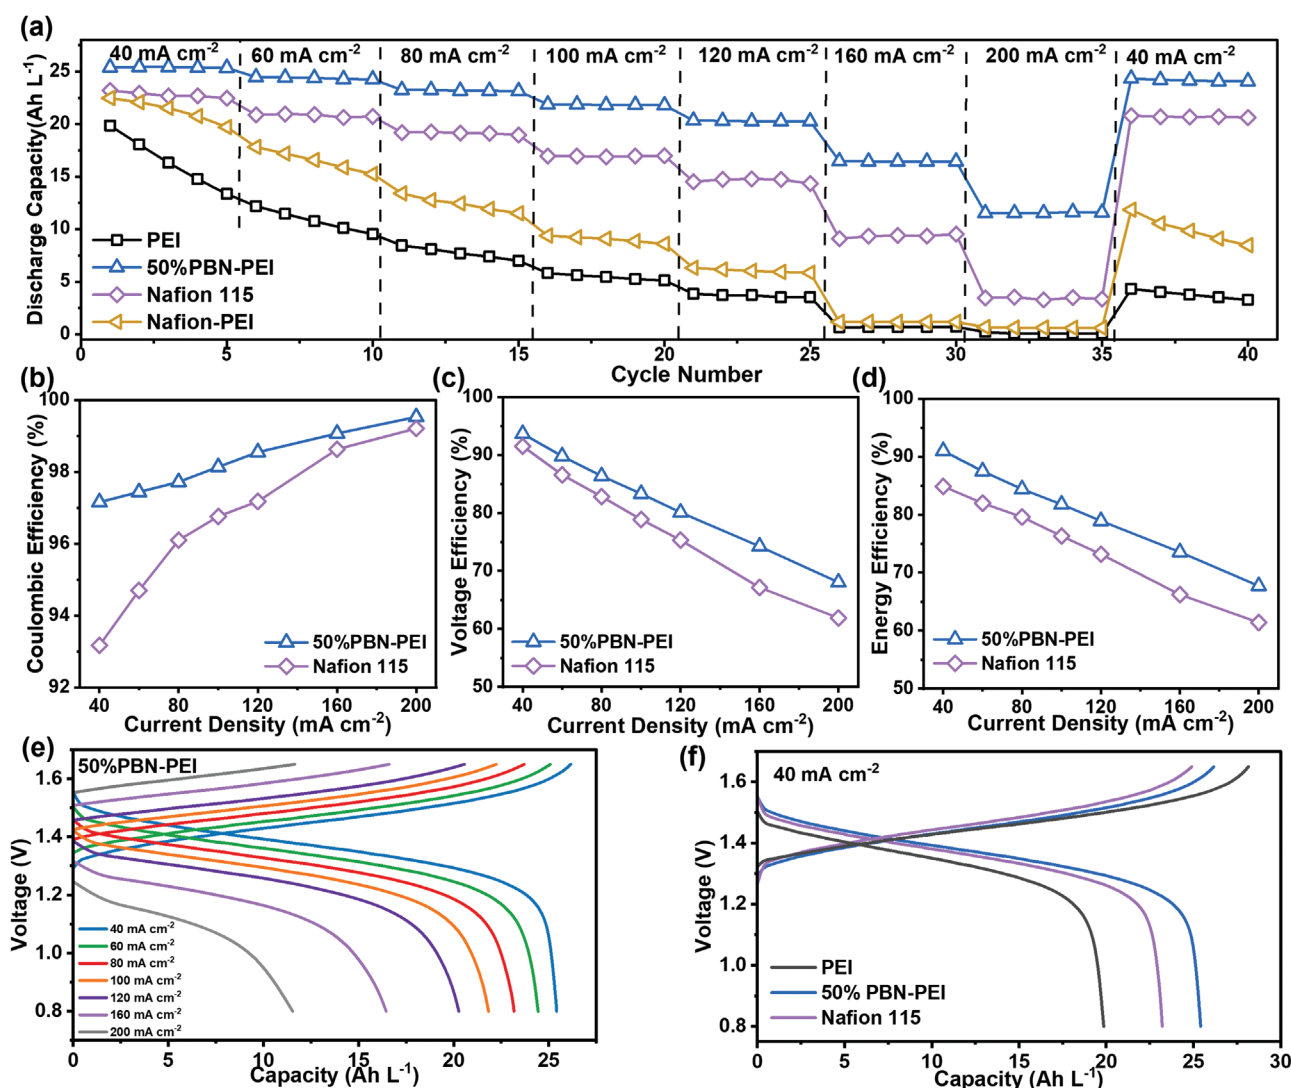 (a)
40 mA cm-2 60 mA cm-2 80 mA cm-2 100 mA cm-2 120 mA cm-2 160 mA cm-2 200 mA cm-2 40 mA cm-2
Discharge Capacity(Ah L-1)
25
20
15
10
5
0
PEI
50%PBN-PEI
Nafion 115
Nafion-PEI
0 5 10 15 20 25 30 35 40
Cycle Number
(b)
Coulombic Efficiency (%)
100
98
96
94
92
50%PBN-PEI
Nafion 115
40 80 120 160 200
Current Density (mA cm-2)
(c)
Voltage Efficiency (%)
100
90
80
70
60
50
50%PBN-PEI
Nafion 115
40 80 120 160 200
Current Density (mA cm-2)
(d)
Energy Efficiency (%)
100
90
80
70
60
50
50%PBN-PEI
Nafion 115
40 80 120 160 200
Current Density (mA cm-2)
(e)
50%PBN-PEI
Voltage (V)
1.6
1.4
1.2
1.0
0.8
40 mA cm-2
60 mA cm-2
80 mA cm-2
100 mA cm-2
120 mA cm-2
160 mA cm-2
200 mA cm-2
0 5 10 15 20 25
Capacity (Ah L-1)
(f)
40 mA cm-2
Voltage (V)
1.6
1.4
1.2
1.0
0.8
PEI
50% PBN-PEI
Nafion 115
0 5 10 15 20 25 30
Capacity (Ah L-1)